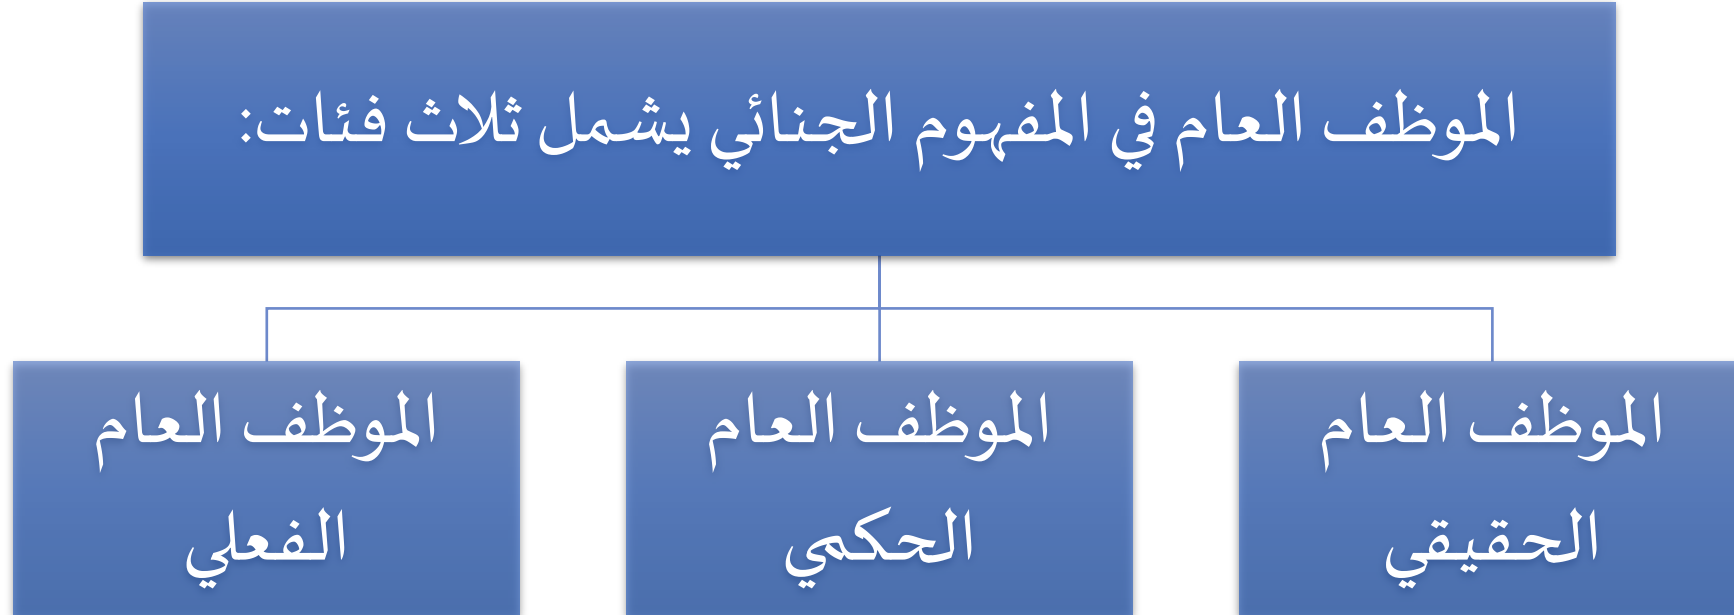 الموظف العام في المفهوم الجنائي يشمل ثلاث فئات:
الموظف العام
الحقيقي
الموظف العام
الحكمي
الموظف العام
الفعلي